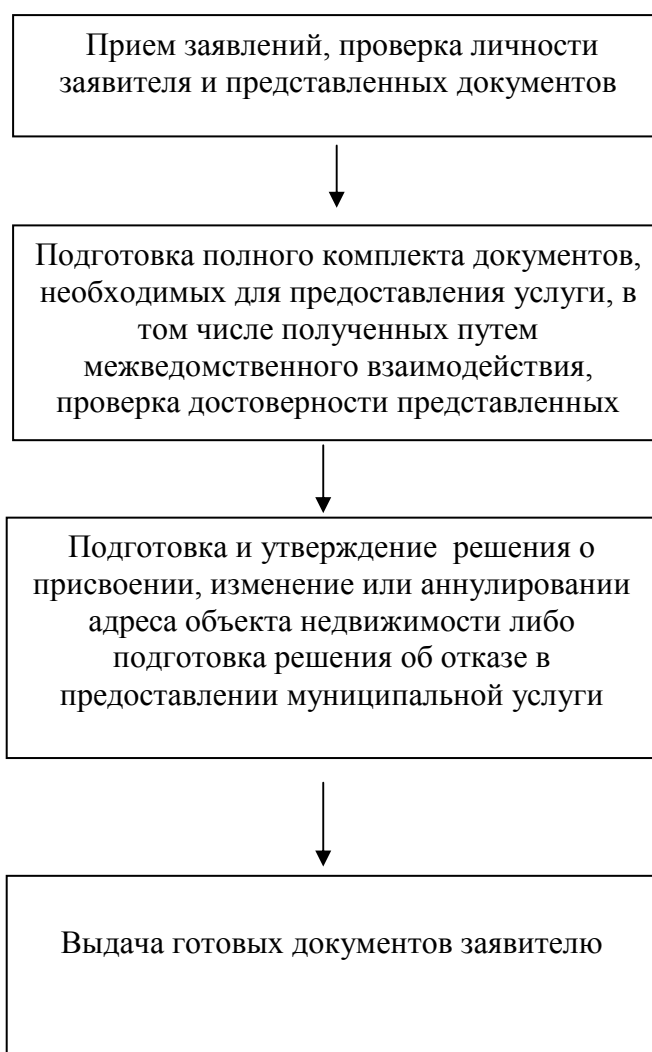 Прием заявлений, проверка личности
заявителя и представленных документов
Подготовка полного комплекта документов,
необходимых для предоставления услуги, в
том числе полученных путем
межведомственного взаимодействия,
проверка достоверности представленных
Подготовка и утверждение  решения о
присвоении, изменение или аннулировании
адреса объекта недвижимости либо
подготовка решения об отказе в
предоставлении муниципальной услуги
Выдача готовых документов заявителю